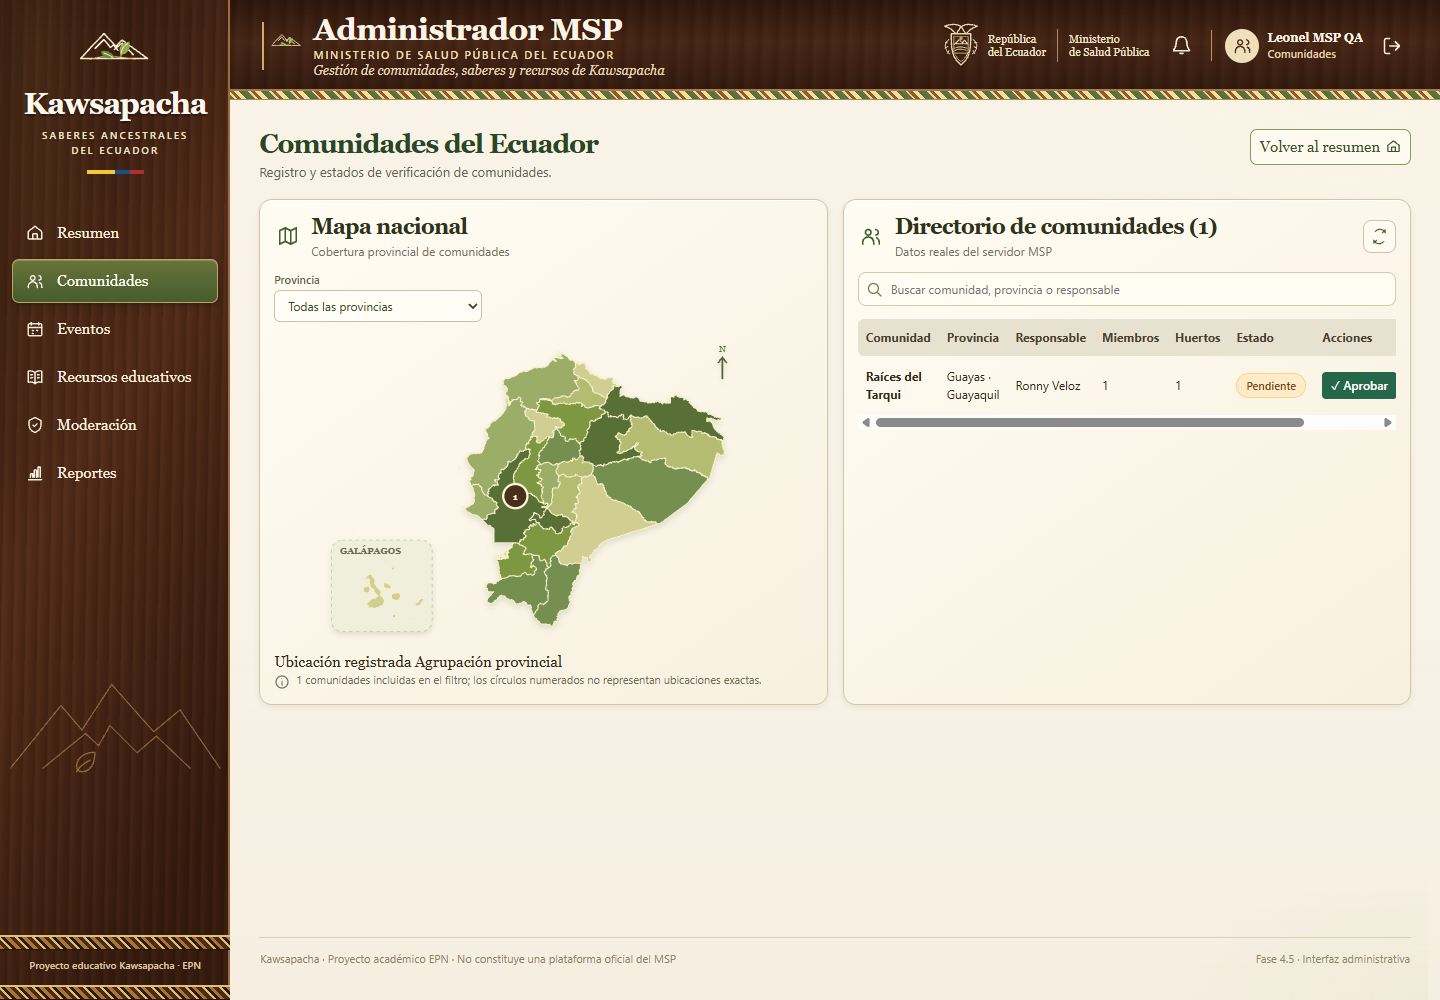 Kawsapacha
SABERES ANCESTRALES
DEL ECUADOR
Resumen
Comunidades
Eventos
Recursos educativos
Moderación
Reportes
Proyecto educativo Kawsapacha · EPN
Administrador MSP
MINISTERIO DE SALUD PÚBLICA DEL ECUADOR
Gestión de comunidades, saberes y recursos de Kawsapacha
República
del Ecuador
Ministerio
de Salud Pública
Leonel MSP QA
Comunidades
Comunidades del Ecuador
Registro y estados de verificación de comunidades.
Volver al resumen
Mapa nacional
Cobertura provincial de comunidades
Provincia
Todas las provincias
N
1
GALÁPAGOS
Ubicación registrada Agrupación provincial
1 comunidades incluidas en el filtro; los círculos numerados no representan ubicaciones exactas.
Directorio de comunidades (1)
Datos reales del servidor MSP
Buscar comunidad, provincia o responsable
Comunidad Provincia Responsable Miembros Huertos Estado Acciones
Raíces del Tarqui Guayas · Guayaquil Ronny Veloz 1 1 Pendiente ✓ Aprobar
Kawsapacha · Proyecto académico EPN · No constituye una plataforma oficial del MSP
Fase 4.5 · Interfaz administrativa